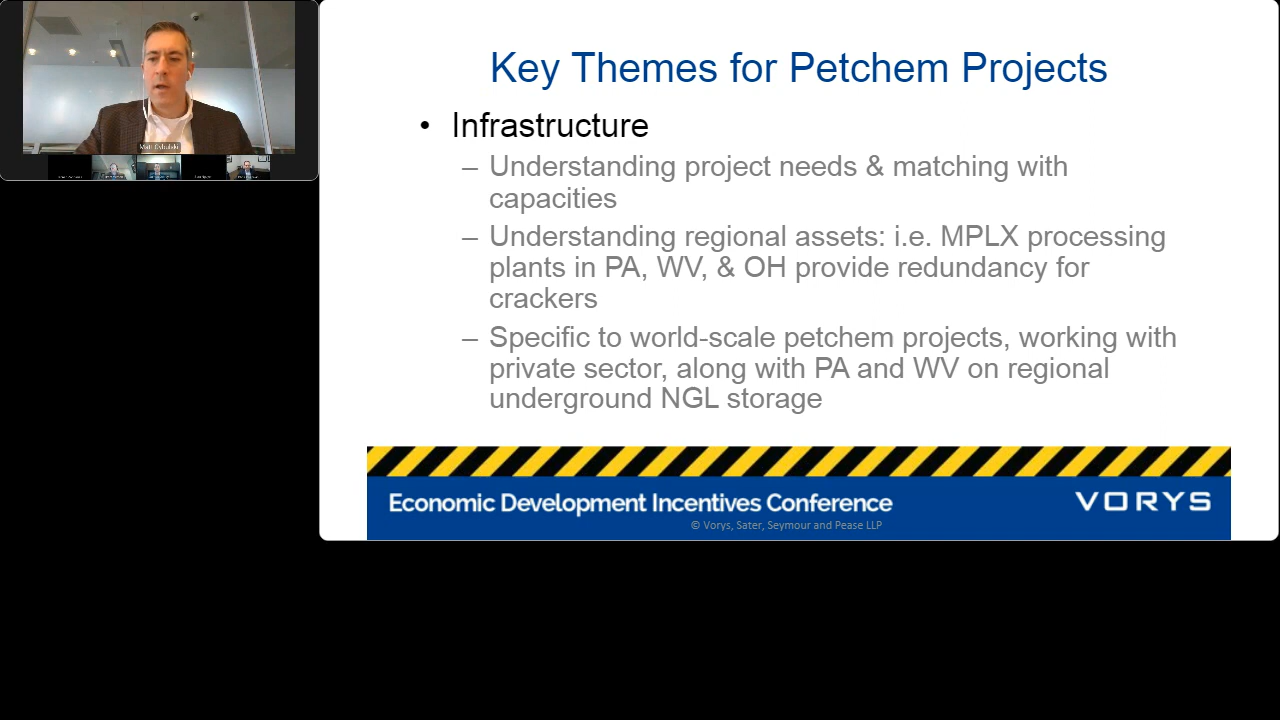 Key Themes for Petchem Projects
• Infrastructure
– Understanding project needs & matching with
capacities
– Understanding regional assets: i.e. MPLX processing
plants in PA, WV, & OH provide redundancy for
crackers
– Specific to world-scale petchem projects, working with
private sector, along with PA and WV on regional
underground NGL storage
Economic Development Incentives Conference
VORYS
© Vorys, Sater, Seymour and Pease LLP
Matt Cybulski